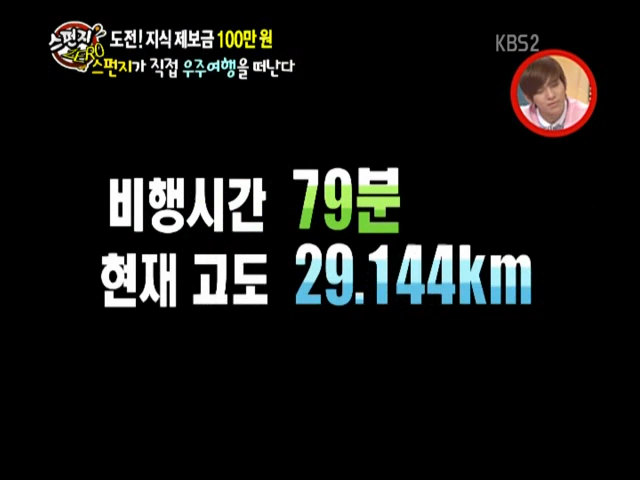 스펀지 ZERO
도전! 지식 제보금 100만 원
스펀지가 직접 우주여행을 떠난다
KBS2
비행시간 79분
현재 고도 29.144km